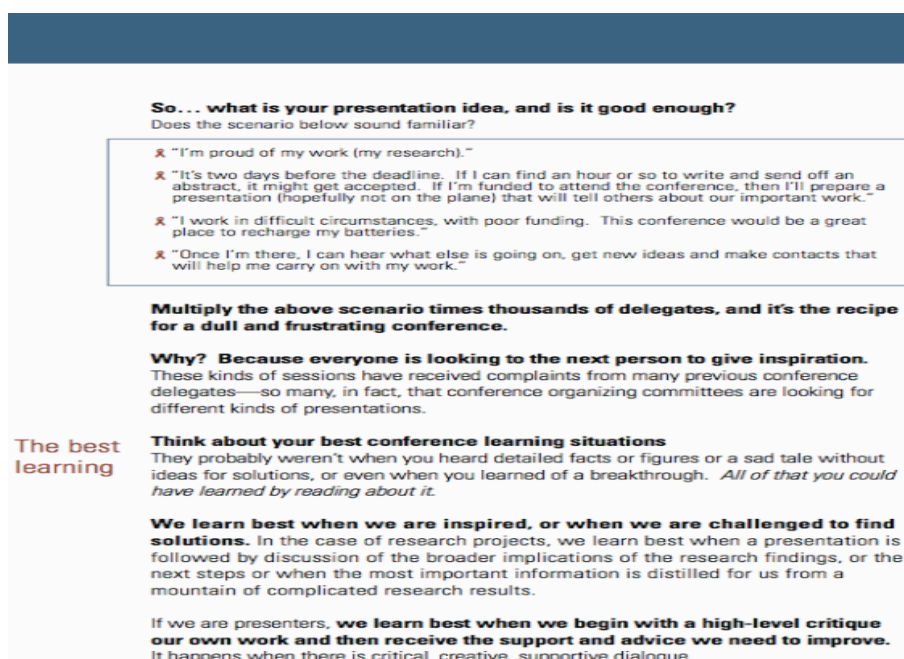 So... what is your presentation idea, and is it good enough?
Does the scenario below sound familiar?
"I'm proud of my work (my research)."
"It's two days before the deadline. If I can find an hour or so to write and send off an
abstract, it might get accepted. If I'm funded to attend the conference, then I'll prepare a
presentation (hopefully not on the plane) that will tell others about our important work."
"I work in difficult circumstances, with poor funding. This conference would be a great
place to recharge my batteries."
"Once I'm there, I can hear what else is going on, get new ideas and make contacts that
will help me carry on with my work."
Multiply the above scenario times thousands of delegates, and it's the recipe
for a dull and frustrating conference.
Why? Because everyone is looking to the next person to give inspiration.
These kinds of sessions have received complaints from many previous conference
delegates—so many, in fact, that conference organizing committees are looking for
different kinds of presentations.
The best
learning
Think about your best conference learning situations
They probably weren't when you heard detailed facts or figures or a sad tale without
ideas for solutions, or even when you learned of a breakthrough. All of that you could
have learned by reading about it.
We learn best when we are inspired, or when we are challenged to find
solutions. In the case of research projects, we learn best when a presentation is
followed by discussion of the broader implications of the research findings, or the
next steps or when the most important information is distilled for us from a
mountain of complicated research results.
If we are presenters, we learn best when we begin with a high-level critique
our own work and then receive the support and advice we need to improve.
It happens when there is critical, creative, supportive dialogue